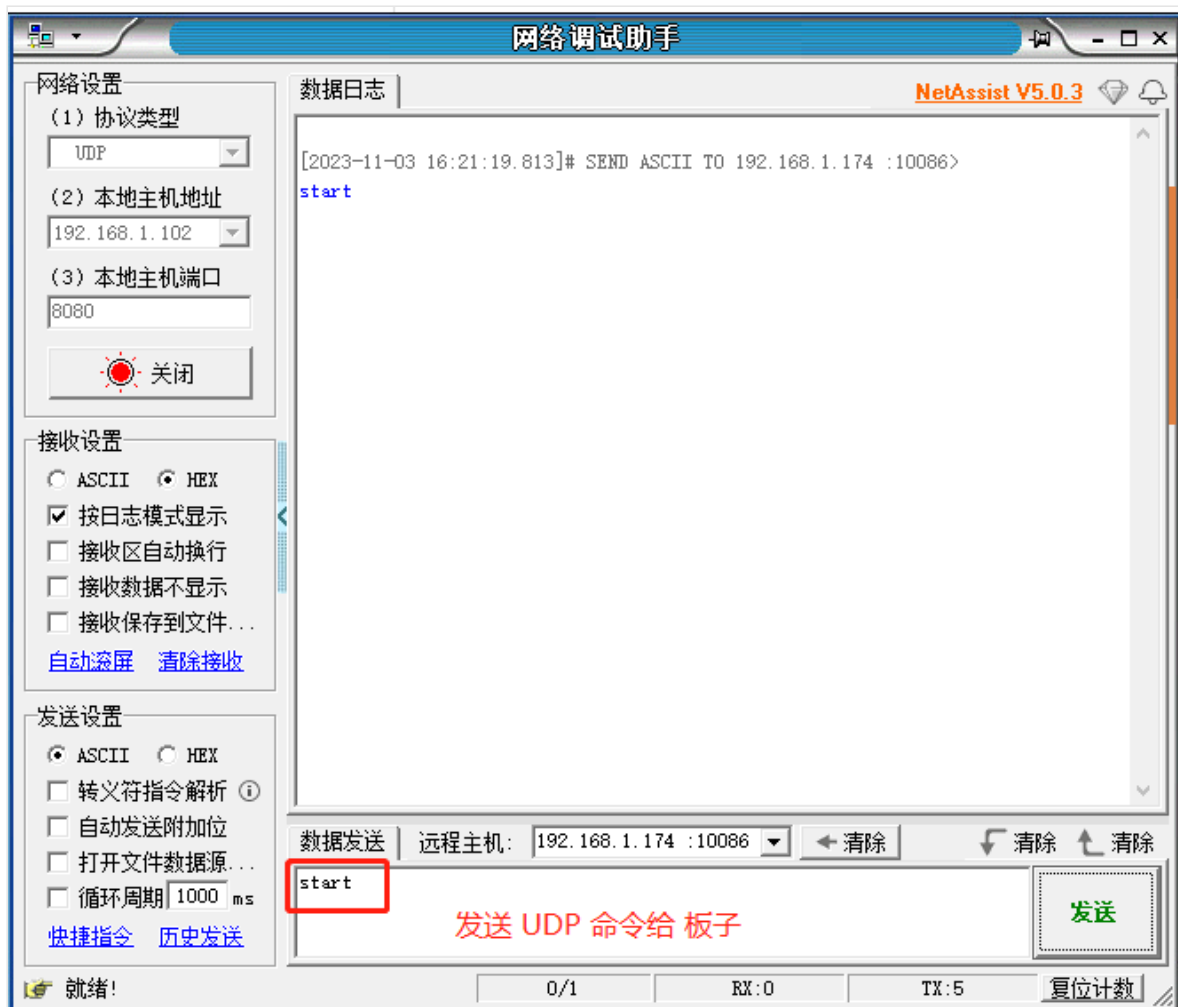 网络调试助手
网络设置
(1) 协议类型
UDP
(2) 本地主机地址
192.168.1.102
(3) 本地主机端口
8080
关闭
接收设置
ASCII HEX
按日志模式显示
接收区自动换行
接收数据不显示
接收保存到文件...
自动滚屏 清除接收
发送设置
ASCII HEX
转义符指令解析
自动发送附加位
打开文件数据源...
循环周期 1000 ms
快捷指令 历史发送
数据日志
NetAssist V5.0.3
[2023-11-03 16:21:19.813]# SEND ASCII TO 192.168.1.174 :10086>
start
数据发送 远程主机: 192.168.1.174 :10086 清除 清除 清除
start
发送 UDP 命令给 板子
发送
就绪! 0/1 RX:0 TX:5 复位计数